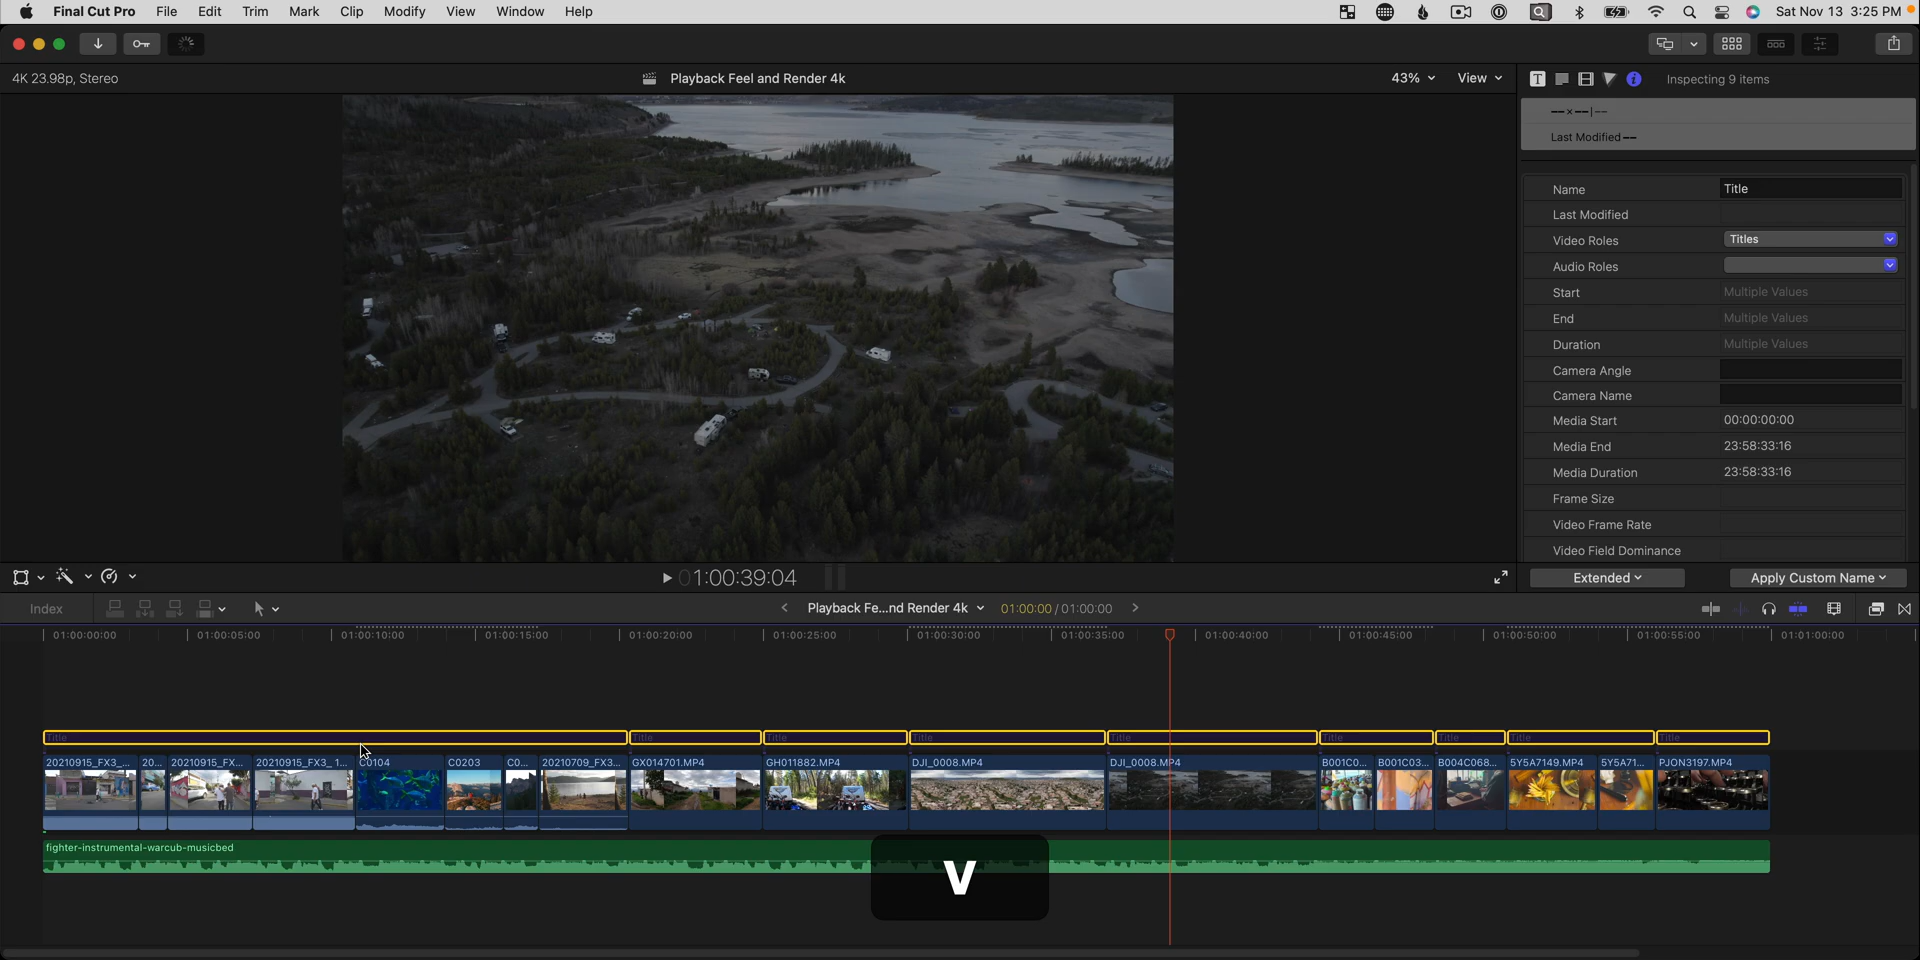 Final Cut Pro File Edit Trim Mark Clip Modify View Window Help
Sat Nov 13 3:25 PM
4K 23.98p, Stereo
Playback Feel and Render 4k
43%
View
Inspecting 9 items
Last Modified
Name
Title
Last Modified
Video Roles
Titles
Audio Roles
Start
Multiple Values
End
Multiple Values
Duration
Multiple Values
Camera Angle
Camera Name
Media Start
00:00:00:00
Media End
23:58:33:16
Media Duration
23:58:33:16
Frame Size
Video Frame Rate
Video Field Dominance
01:00:39:04
Extended
Apply Custom Name
Index
Playback Fe...nd Render 4k
01:00:00 / 01:00:00
01:00:00:00 01:00:05:00 01:00:10:00 01:00:15:00 01:00:20:00 01:00:25:00 01:00:30:00 01:00:35:00 01:00:40:00 01:00:45:00 01:00:50:00 01:00:55:00 01:01:00:00
Title Title Title Title Title Title Title Title Title
20210915_FX3_... 20... 20210915_FX... 20210915_FX3_ 1... C0104 C0203 C0... 20210709_FX3... GX014701.MP4 GH011882.MP4 DJI_0008.MP4 DJI_0008.MP4 B001C0... B001C03... B004C068... 5Y5A7149.MP4 5Y5A71... PJON3197.MP4
fighter-instrumental-warcub-musicbed
V